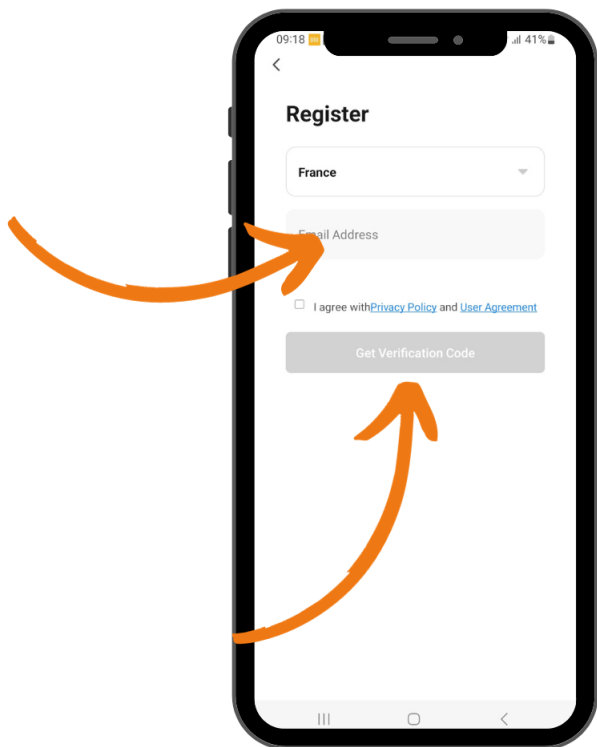 09:18 41%
Register
France
Email Address
I agree withPrivacy Policy and User Agreement
Get Verification Code